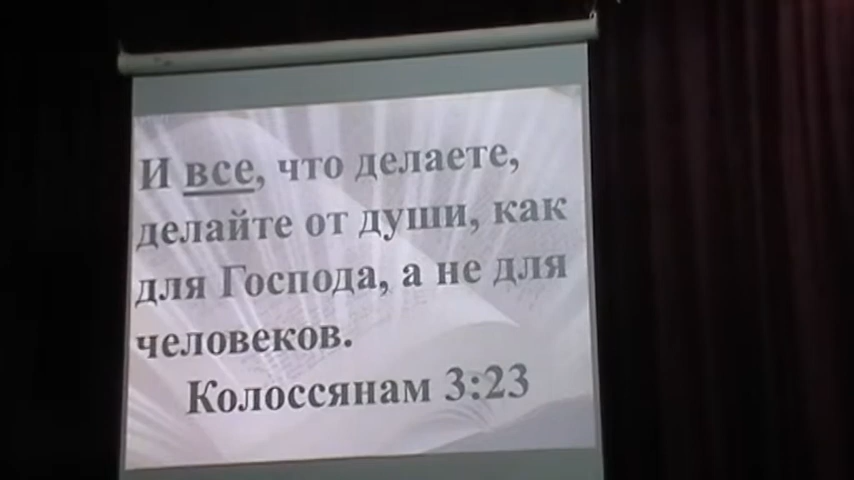 И все, что делаете,
делайте от души, как
для Господа, а не для
человеков.
Колоссянам 3:23